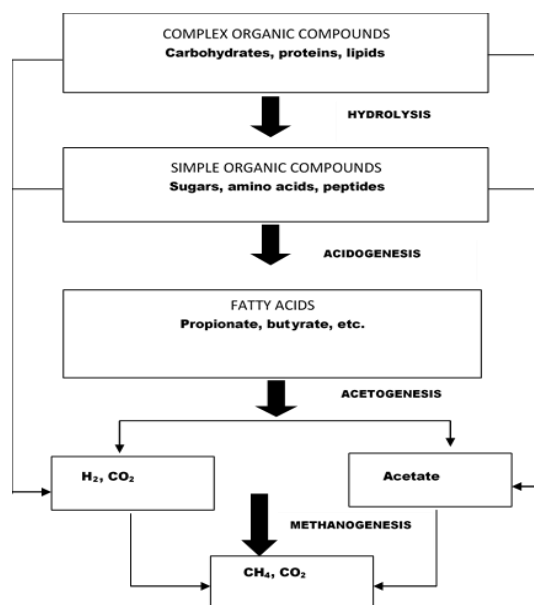 COMPLEX ORGANIC COMPOUNDS
Carbohydrates, proteins, lipids
HYDROLYSIS
SIMPLE ORGANIC COMPOUNDS
Sugars, amino acids, peptides
ACIDOGENESIS
FATTY ACIDS
Propionate, butyrate, etc.
ACETOGENESIS
H₂, CO₂
Acetate
METHANOGENESIS
CH₄, CO₂